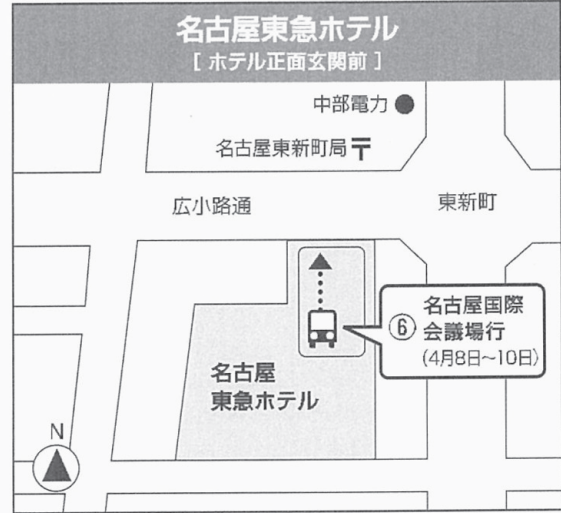 名古屋東急ホテル
[ ホテル正面玄関前 ]
中部電力
名古屋東新町局
広小路通
東新町
⑥ 名古屋国際
会議場行
(4月8日~10日)
名古屋
東急ホテル
N